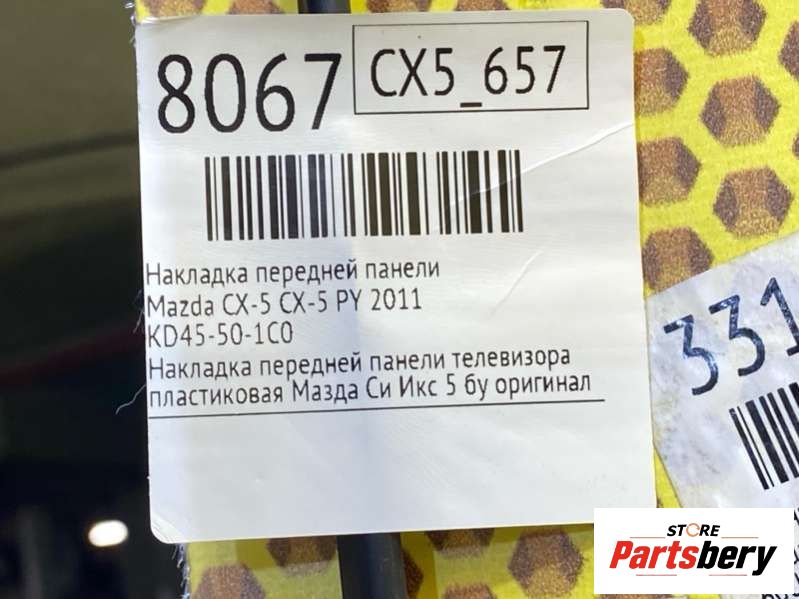 8067
CX5_657
Накладка передней панели
Mazda CX-5 CX-5 PY 2011
KD45-50-1C0
Накладка передней панели телевизора
пластиковая Мазда Си Икс 5 бу оригинал
331
STORE
Partsbery